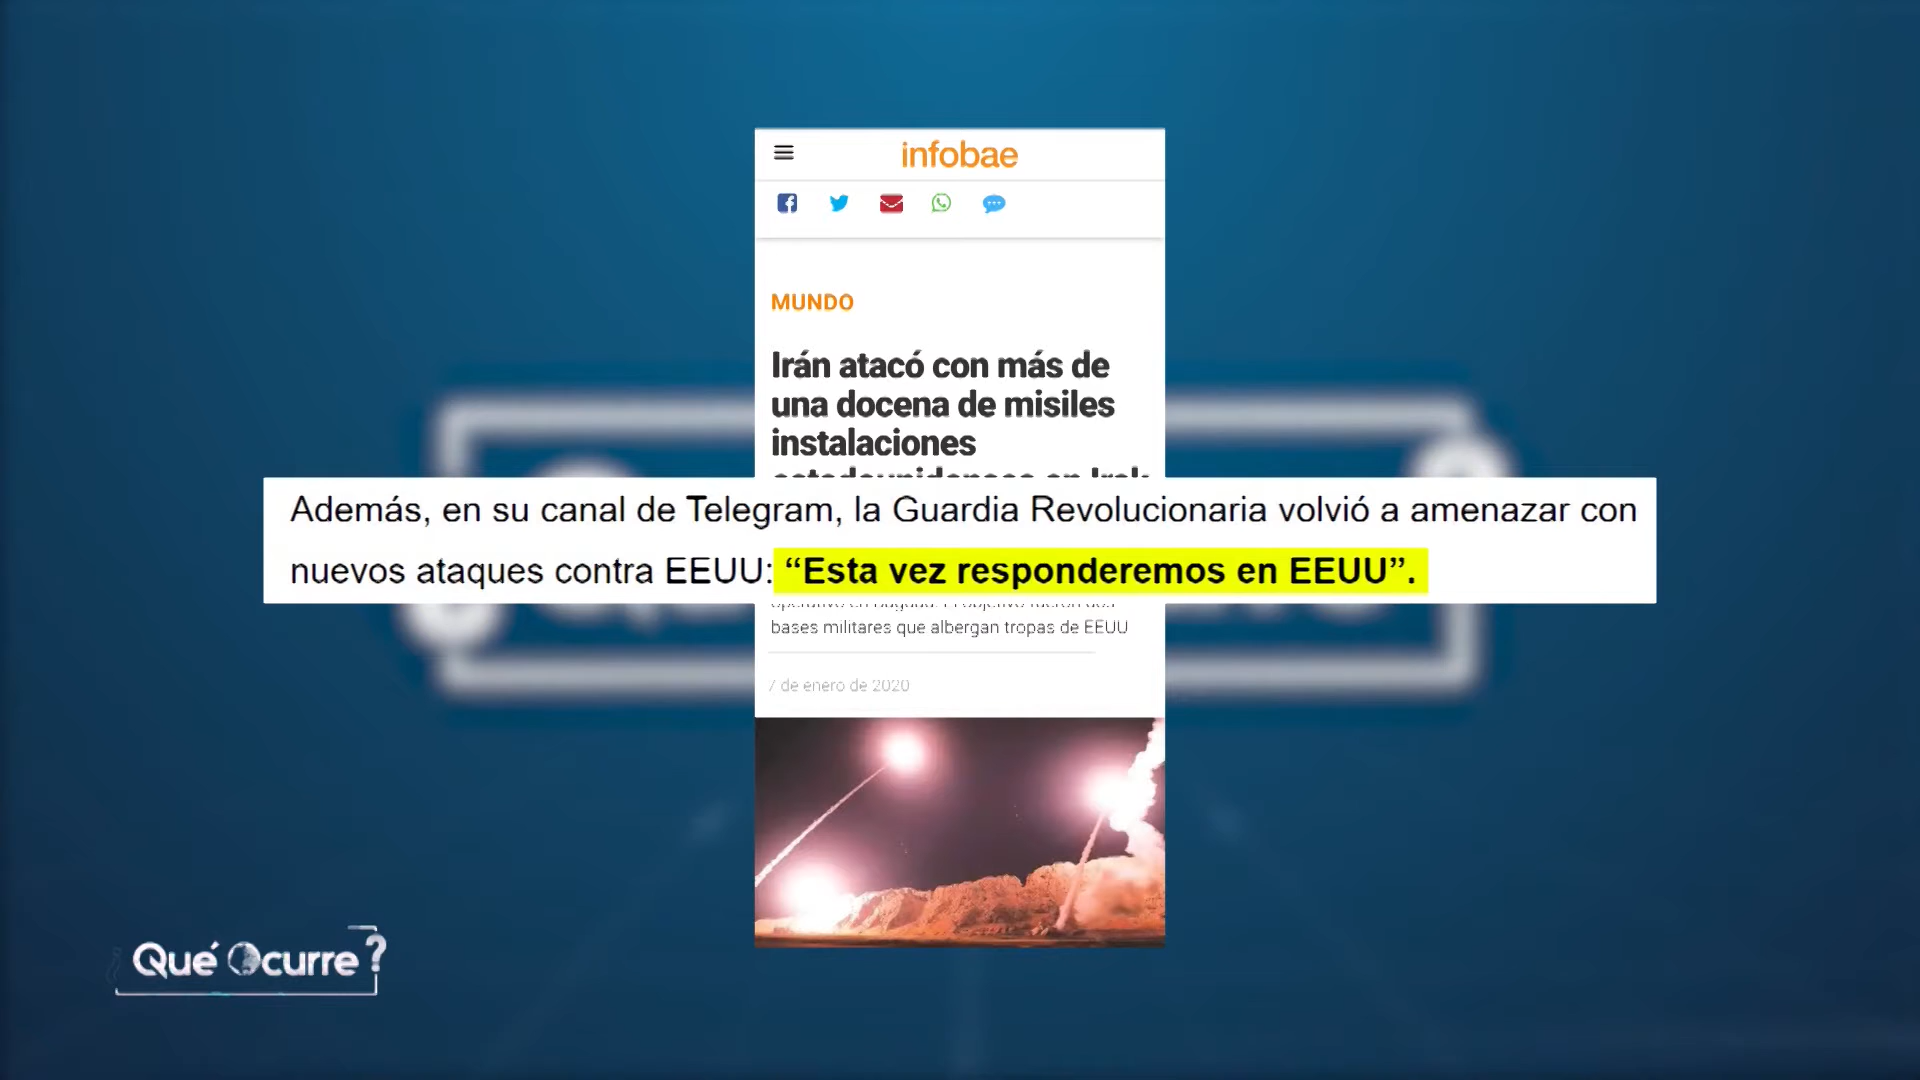 infobae
MUNDO
Irán atacó con más de
una docena de misiles
instalaciones
Además, en su canal de Telegram, la Guardia Revolucionaria volvió a amenazar con
nuevos ataques contra EEUU: “Esta vez responderemos en EEUU”.
bases militares que albergan tropas de EEUU
7 de enero de 2020
Qué Ocurre?